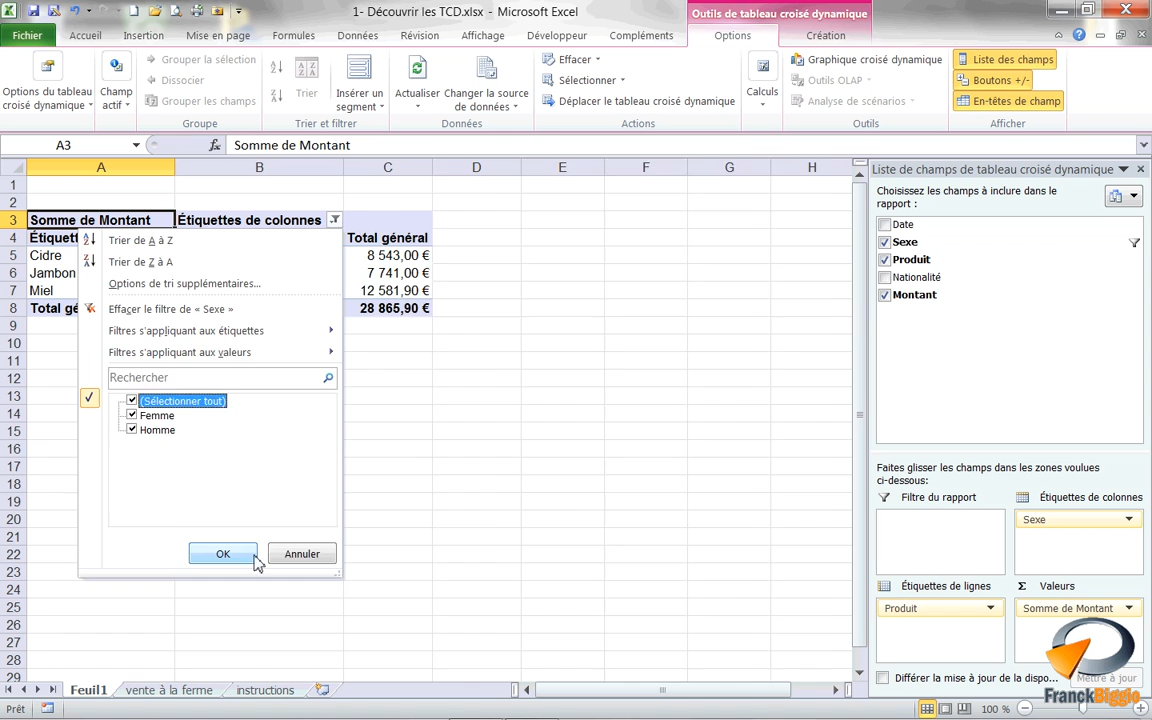 1- Découvrir les TCD.xlsx - Microsoft Excel
Outils de tableau croisé dynamique
Fichier Accueil Insertion Mise en page Formules Données Révision Affichage Développeur Compléments Options Création
Options du tableau croisé dynamique
Champ actif
Grouper la sélection
Dissocier
Grouper les champs
Groupe
Trier
Insérer un segment
Trier et filtrer
Actualiser
Changer la source de données
Données
Effacer
Sélectionner
Déplacer le tableau croisé dynamique
Actions
Calculs
Graphique croisé dynamique
Outils OLAP
Analyse de scénarios
Outils
Liste des champs
Boutons +/-
En-têtes de champ
Afficher
A3 fx Somme de Montant
A B C D E F G H
1
2
3 Somme de Montant Étiquettes de colonnes
4 Étiquett Total général
5 Cidre 8 543,00 €
6 Jambon 7 741,00 €
7 Miel 12 581,90 €
8 Total gé 28 865,90 €
9
10
11
12
13
14
15
16
17
18
19
20
21
22
23
24
25
26
27
28
29
Trier de A à Z
Trier de Z à A
Options de tri supplémentaires...
Effacer le filtre de « Sexe »
Filtres s'appliquant aux étiquettes
Filtres s'appliquant aux valeurs
Rechercher
(Sélectionner tout)
Femme
Homme
OK Annuler
Liste de champs de tableau croisé dynamique
Choisissez les champs à inclure dans le
rapport :
Date
Sexe
Produit
Nationalité
Montant
Faites glisser les champs dans les zones voulues
ci-dessous:
Filtre du rapport Étiquettes de colonnes
Sexe
Étiquettes de lignes Σ Valeurs
Produit Somme de Montant
Différer la mise à jour de la dispo... Mettre à jour
FranckBiggio
Feuil1 vente à la ferme instructions
Prêt 100 %